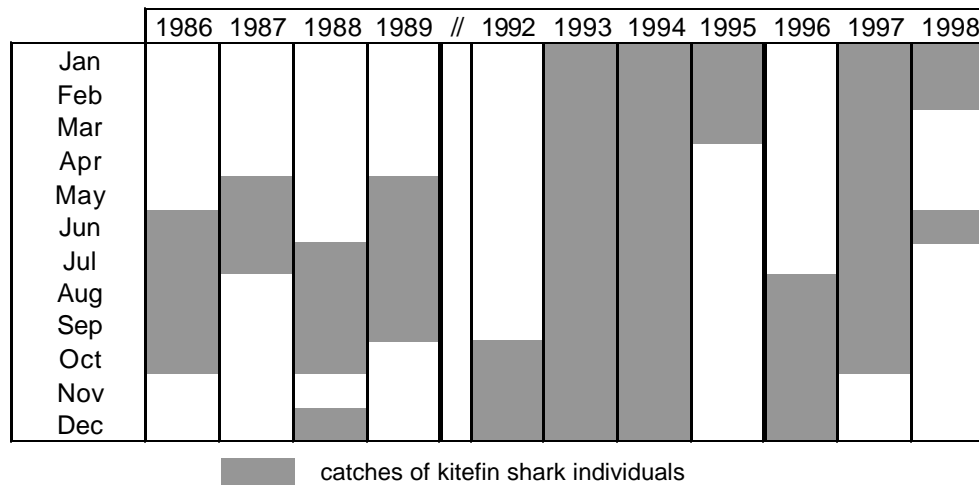 1986 1987 1988 1989 // 1992 1993 1994 1995 1996 1997 1998
Jan
Feb
Mar
Apr
May
Jun
Jul
Aug
Sep
Oct
Nov
Dec
catches of kitefin shark individuals